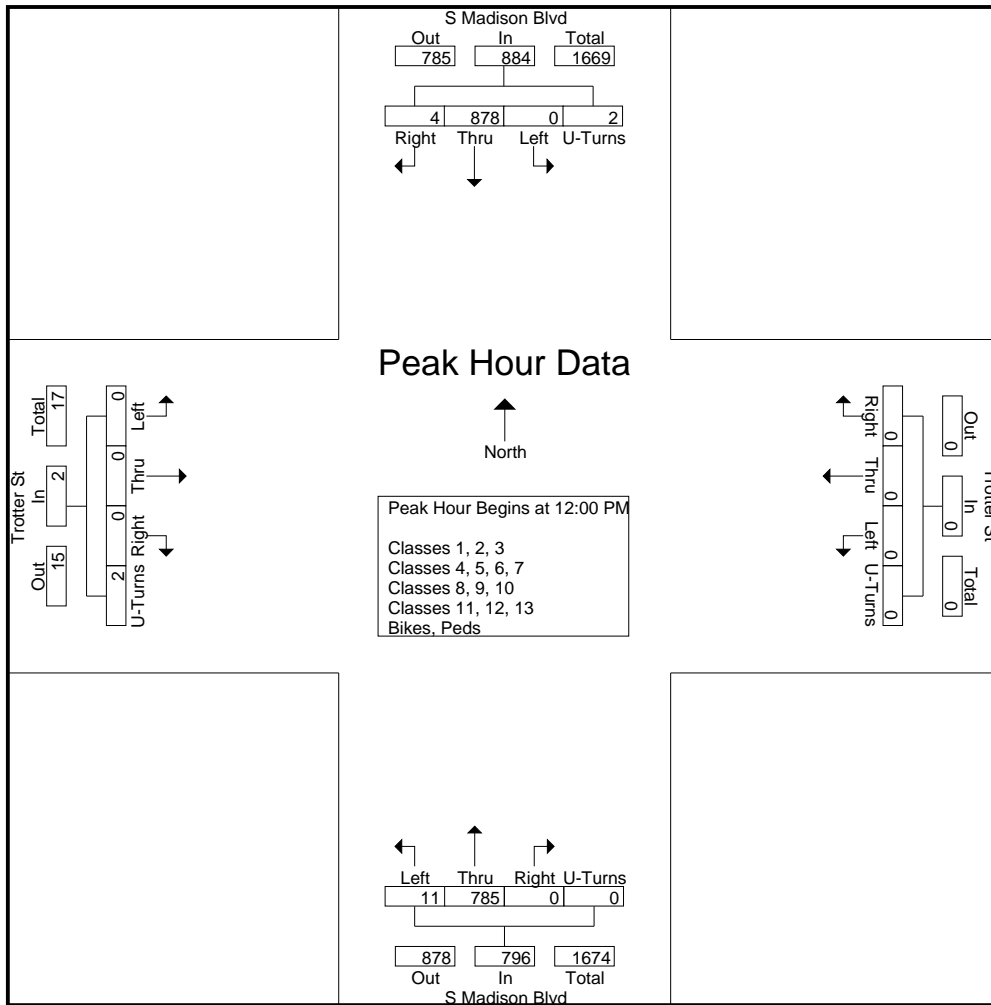 S Madison Blvd
Out In Total
785 884 1669
4 878 0 2
Right Thru Left U-Turns
Peak Hour Data
North
Trotter St
Total In Out
17 2 15
0 0 0 2
Left Thru Right U-Turns
Peak Hour Begins at 12:00 PM
Classes 1, 2, 3
Classes 4, 5, 6, 7
Classes 8, 9, 10
Classes 11, 12, 13
Bikes, Peds
Trotter St
Out In Total
0 0 0
0 0 0 0
Right Thru Left U-Turns
Left Thru Right U-Turns
11 785 0 0
878 796 1674
Out In Total
S Madison Blvd